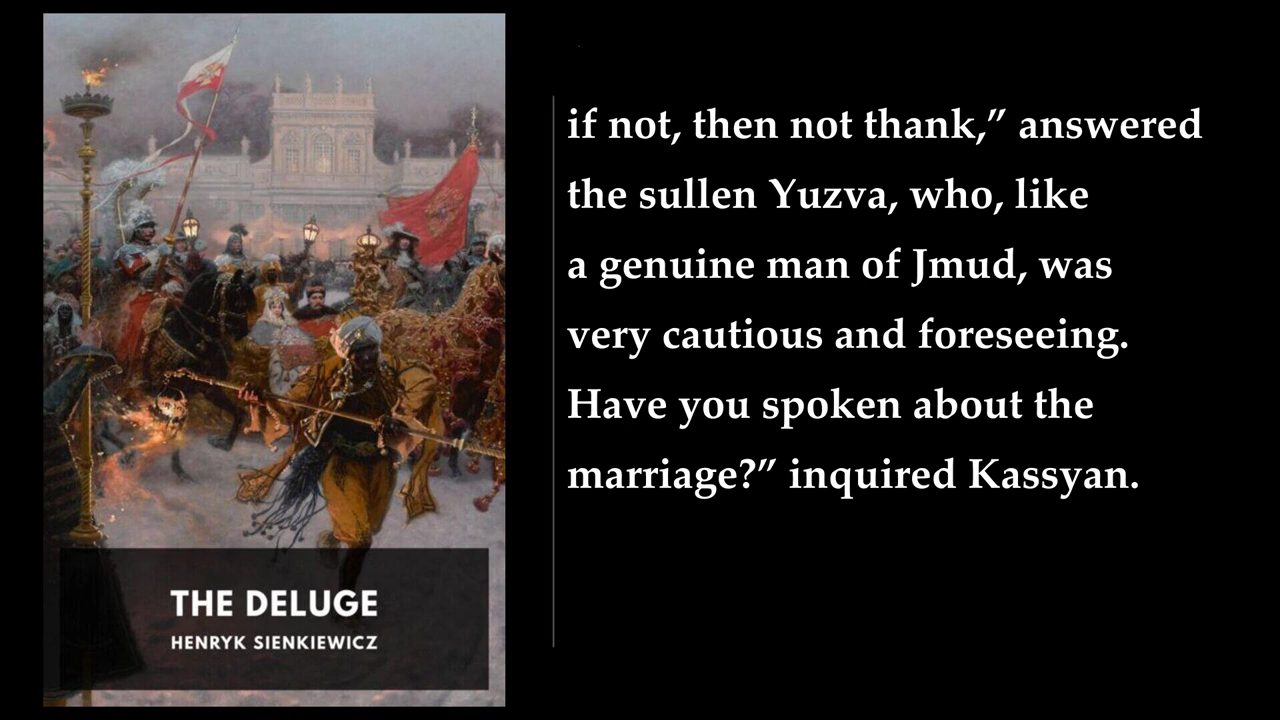 THE DELUGE
HENRYK SIENKIEWICZ
if not, then not thank,” answered
the sullen Yuzva, who, like
a genuine man of Jmud, was
very cautious and foreseeing.
Have you spoken about the
marriage?” inquired Kassyan.